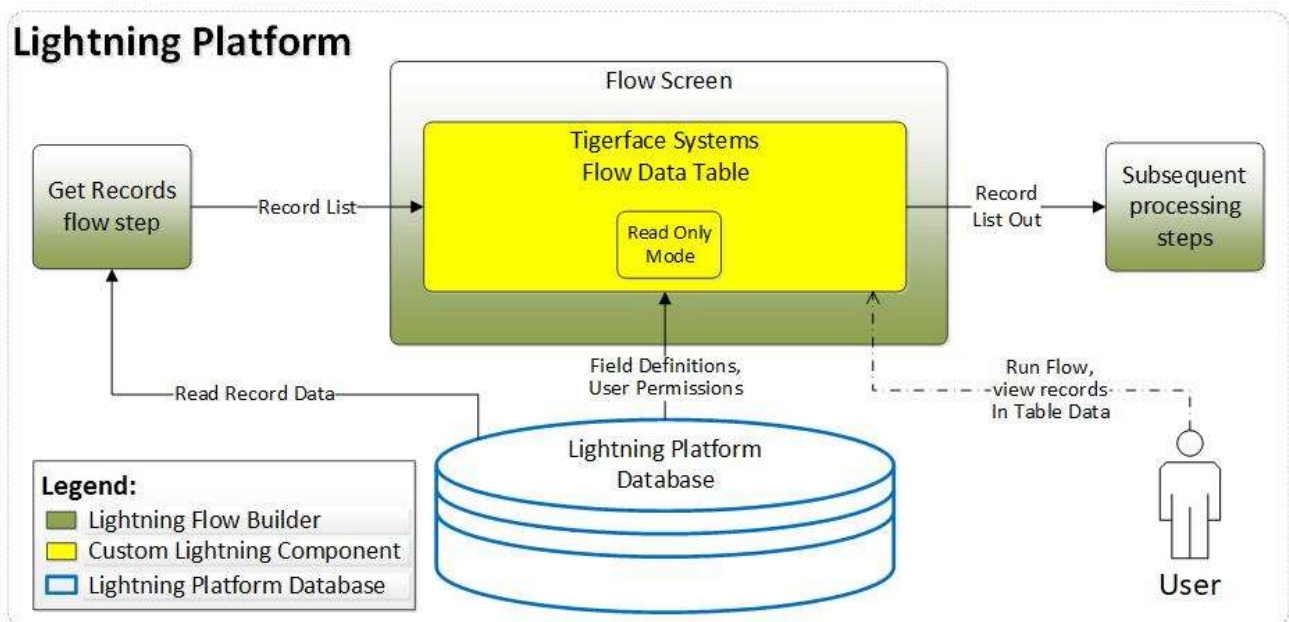 Lightning Platform
Flow Screen
Tigerface Systems
Flow Data Table
Read Only
Mode
Get Records
flow step
Record List
Record
List Out
Subsequent
processing
steps
Read Record Data
Field Definitions,
User Permissions
Run Flow,
view records
In Table Data
Lightning Platform
Database
Legend:
Lightning Flow Builder
Custom Lightning Component
Lightning Platform Database
User